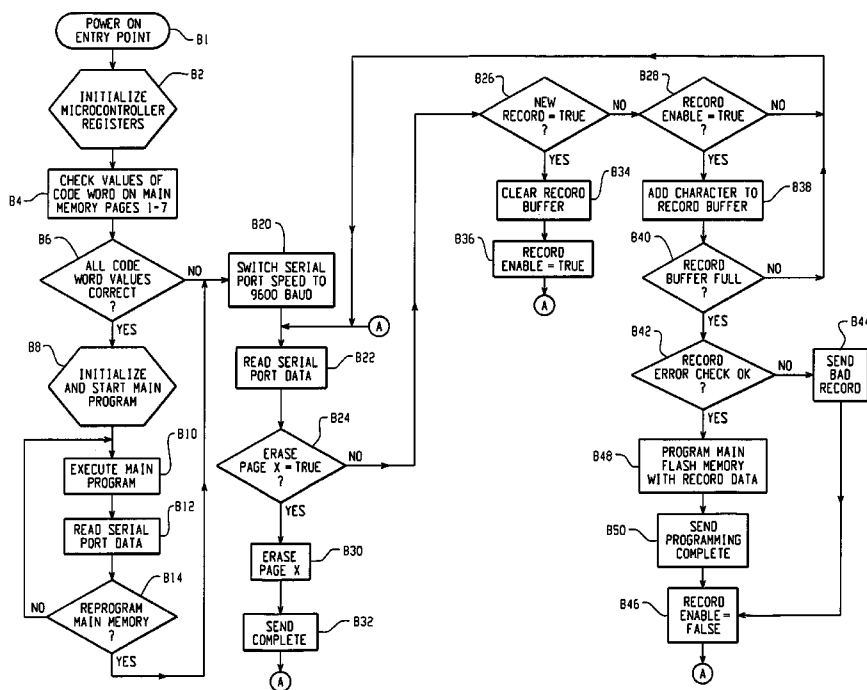 POWER ON
ENTRY POINT
B1
B2
INITIALIZE
MICROCONTROLLER
REGISTERS
CHECK VALUES OF
CODE WORD ON MAIN
MEMORY PAGES 1-7
B4
B6
ALL CODE
WORD VALUES
CORRECT
?
NO
YES
B8
INITIALIZE
AND START MAIN
PROGRAM
B10
EXECUTE MAIN
PROGRAM
B12
READ SERIAL
PORT DATA
B14
REPROGRAM
MAIN MEMORY
?
NO
YES
B20
SWITCH SERIAL
PORT SPEED TO
9600 BAUD
A
B22
READ SERIAL
PORT DATA
B24
ERASE
PAGE X = TRUE
?
NO
YES
B30
ERASE
PAGE X
B32
SEND
COMPLETE
A
B26
NEW
RECORD = TRUE
?
NO
YES
B34
CLEAR RECORD
BUFFER
B36
RECORD
ENABLE = TRUE
A
B28
RECORD
ENABLE = TRUE
?
NO
YES
B38
ADD CHARACTER TO
RECORD BUFFER
B40
RECORD
BUFFER FULL
?
NO
YES
B42
RECORD
ERROR CHECK OK
?
NO
YES
B44
SEND
BAD
RECORD
B48
PROGRAM MAIN
FLASH MEMORY
WITH RECORD DATA
B50
SEND
PROGRAMMING
COMPLETE
B46
RECORD
ENABLE =
FALSE
A